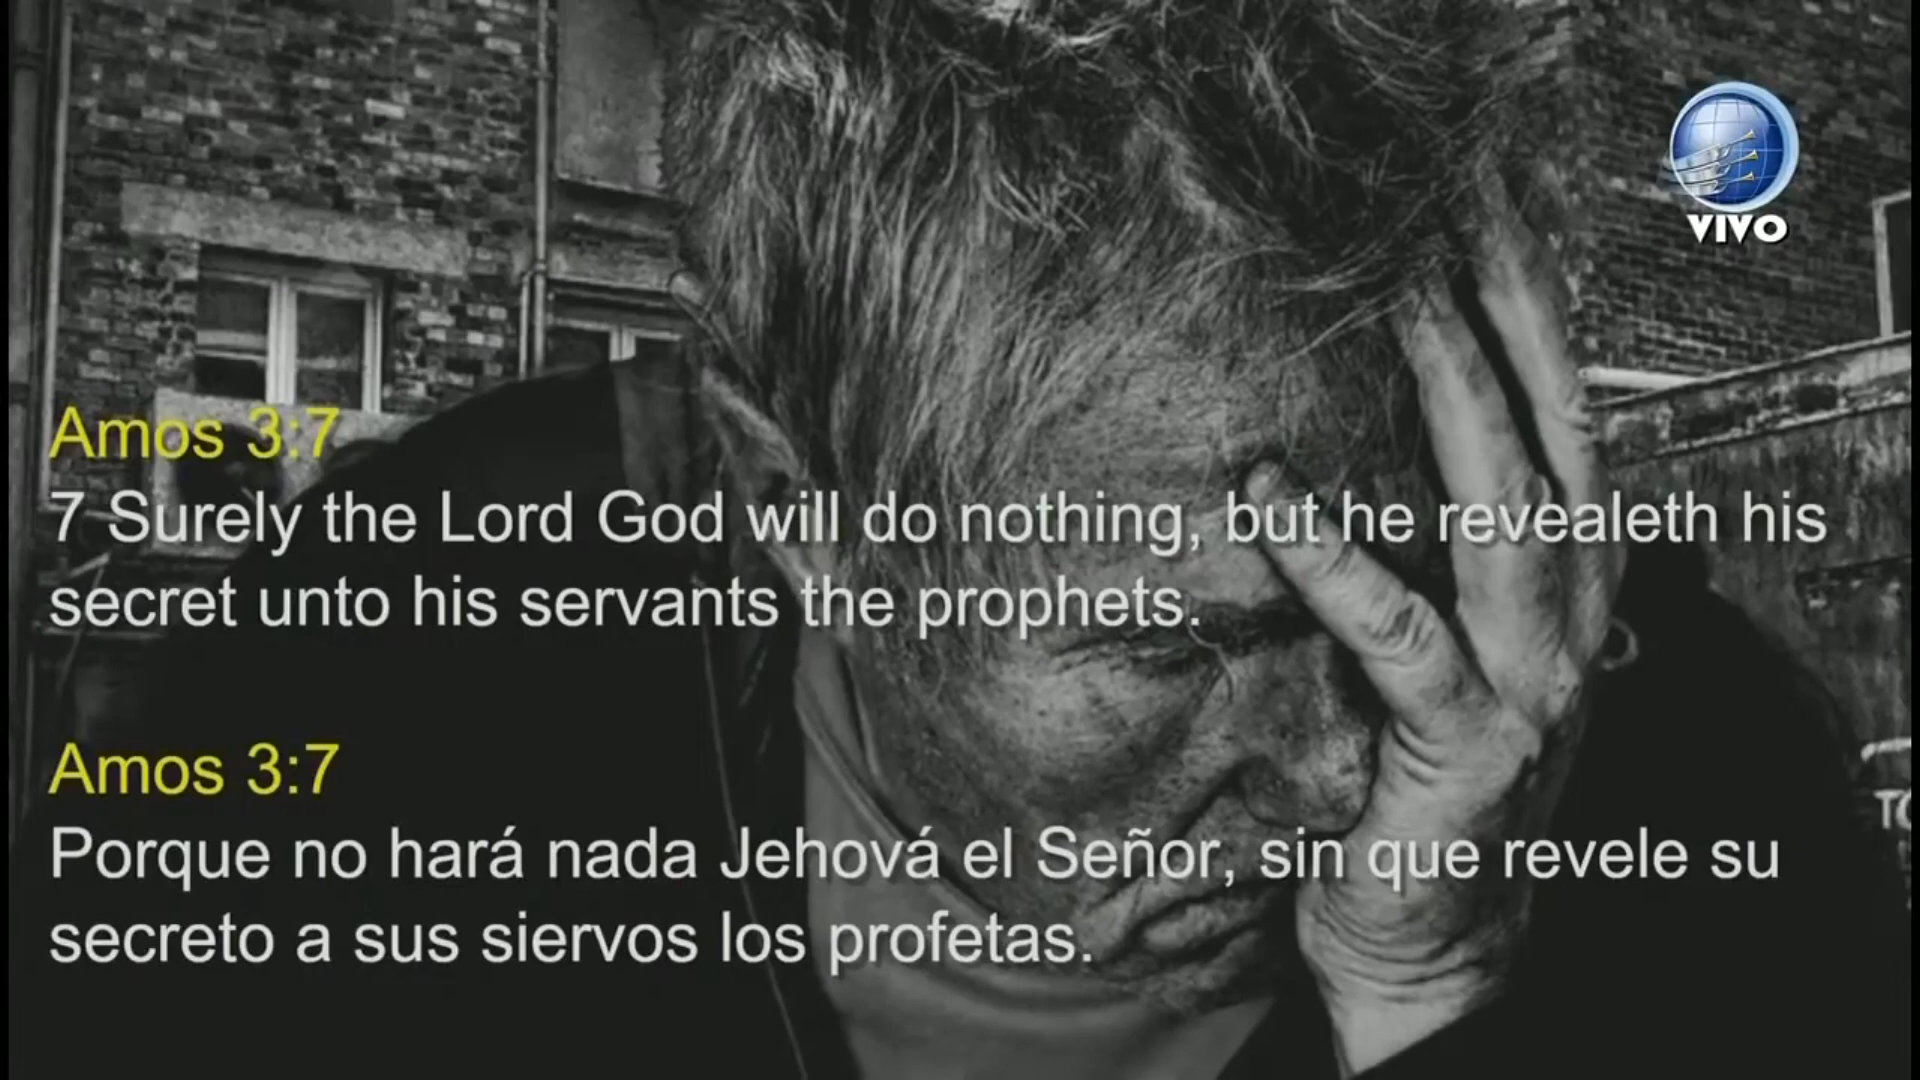 VIVO
Amos 3:7
7 Surely the Lord God will do nothing, but he revealeth his
secret unto his servants the prophets.
Amos 3:7
Porque no hará nada Jehová el Señor, sin que revele su
secreto a sus siervos los profetas.